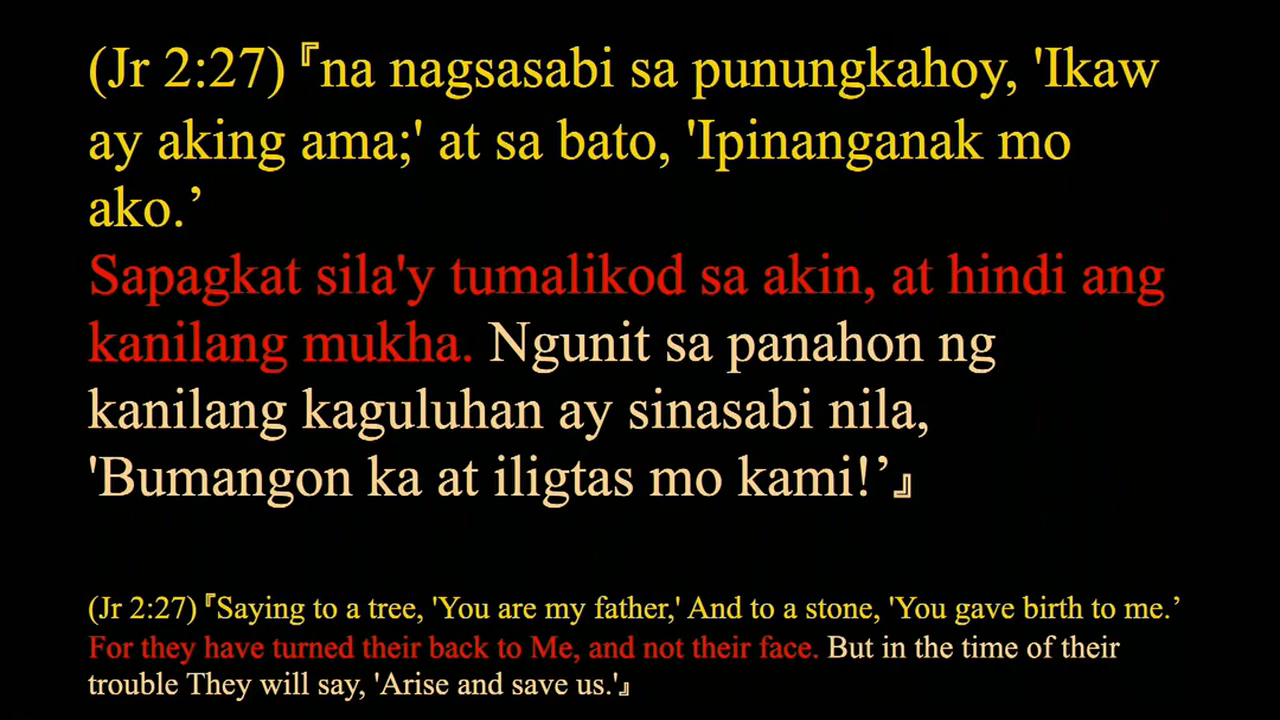 (Jr 2:27)『na nagsasabi sa punungkahoy, 'Ikaw
ay aking ama;' at sa bato, 'Ipinanganak mo
ako.’
Sapagkat sila'y tumalikod sa akin, at hindi ang
kanilang mukha. Ngunit sa panahon ng
kanilang kaguluhan ay sinasabi nila,
'Bumangon ka at iligtas mo kami!’』
(Jr 2:27)『Saying to a tree, 'You are my father,' And to a stone, 'You gave birth to me.’
For they have turned their back to Me, and not their face. But in the time of their
trouble They will say, 'Arise and save us.'』